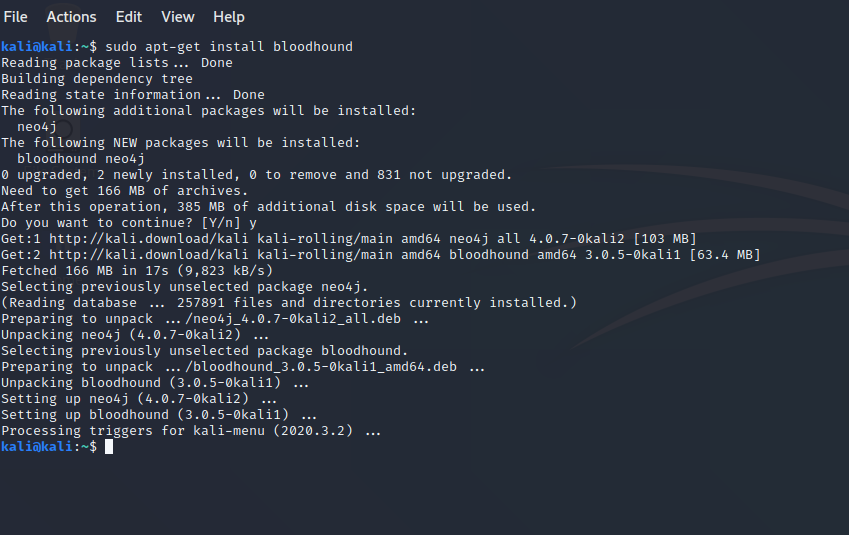 File Actions Edit View Help
kali@kali:~$ sudo apt-get install bloodhound
Reading package lists... Done
Building dependency tree
Reading state information... Done
The following additional packages will be installed:
  neo4j
The following NEW packages will be installed:
  bloodhound neo4j
0 upgraded, 2 newly installed, 0 to remove and 831 not upgraded.
Need to get 166 MB of archives.
After this operation, 385 MB of additional disk space will be used.
Do you want to continue? [Y/n] y
Get:1 http://kali.download/kali kali-rolling/main amd64 neo4j all 4.0.7-0kali2 [103 MB]
Get:2 http://kali.download/kali kali-rolling/main amd64 bloodhound amd64 3.0.5-0kali1 [63.4 MB]
Fetched 166 MB in 17s (9,823 kB/s)
Selecting previously unselected package neo4j.
(Reading database ... 257891 files and directories currently installed.)
Preparing to unpack .../neo4j_4.0.7-0kali2_all.deb ...
Unpacking neo4j (4.0.7-0kali2) ...
Selecting previously unselected package bloodhound.
Preparing to unpack .../bloodhound_3.0.5-0kali1_amd64.deb ...
Unpacking bloodhound (3.0.5-0kali1) ...
Setting up neo4j (4.0.7-0kali2) ...
Setting up bloodhound (3.0.5-0kali1) ...
Processing triggers for kali-menu (2020.3.2) ...
kali@kali:~$